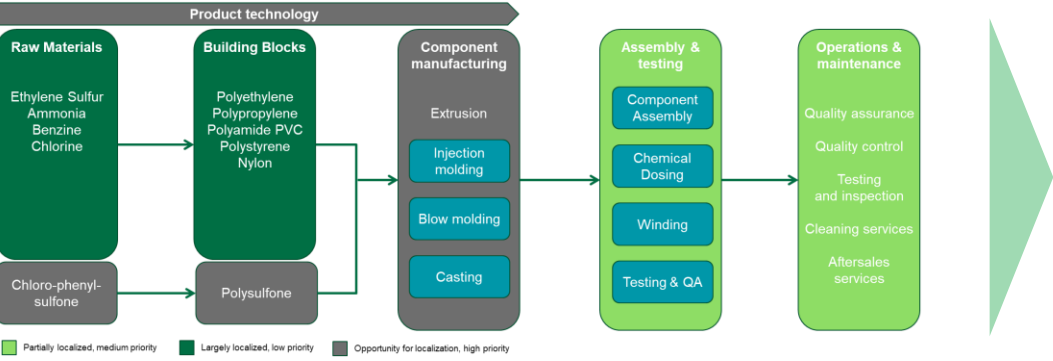 Product technology
Raw Materials
Ethylene Sulfur
Ammonia
Benzine
Chlorine
Chloro-phenyl-
sulfone
Building Blocks
Polyethylene
Polypropylene
Polyamide PVC
Polystyrene
Nylon
Polysulfone
Component
manufacturing
Extrusion
Injection
molding
Blow molding
Casting
Assembly &
testing
Component
Assembly
Chemical
Dosing
Winding
Testing & QA
Operations &
maintenance
Quality assurance
Quality control
Testing
and inspection
Cleaning services
Aftersales
services
Partially localized, medium priority
Largely localized, low priority
Opportunity for localization, high priority